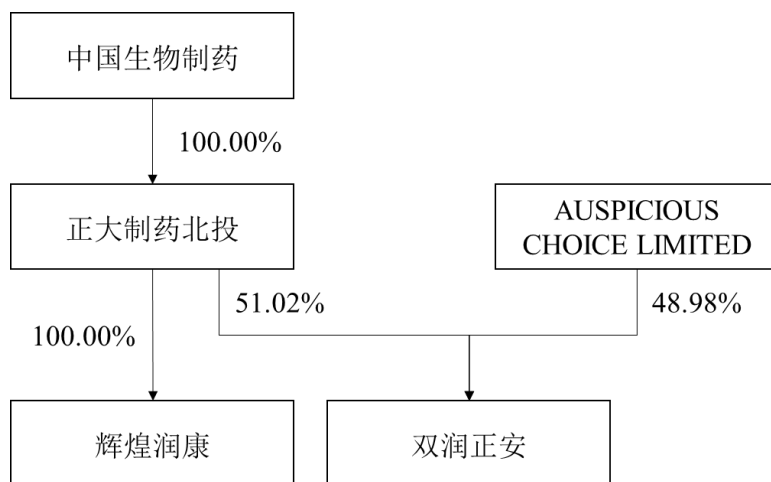 中国生物制药
100.00%
正大制药北投
AUSPICIOUS
CHOICE LIMITED
51.02%
48.98%
100.00%
辉煌润康
双润正安